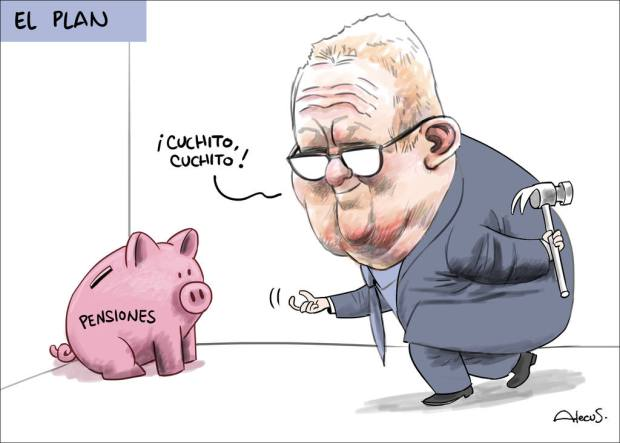 EL PLAN
¡CUCHITO,
CUCHITO!
PENSIONES
Alecus.